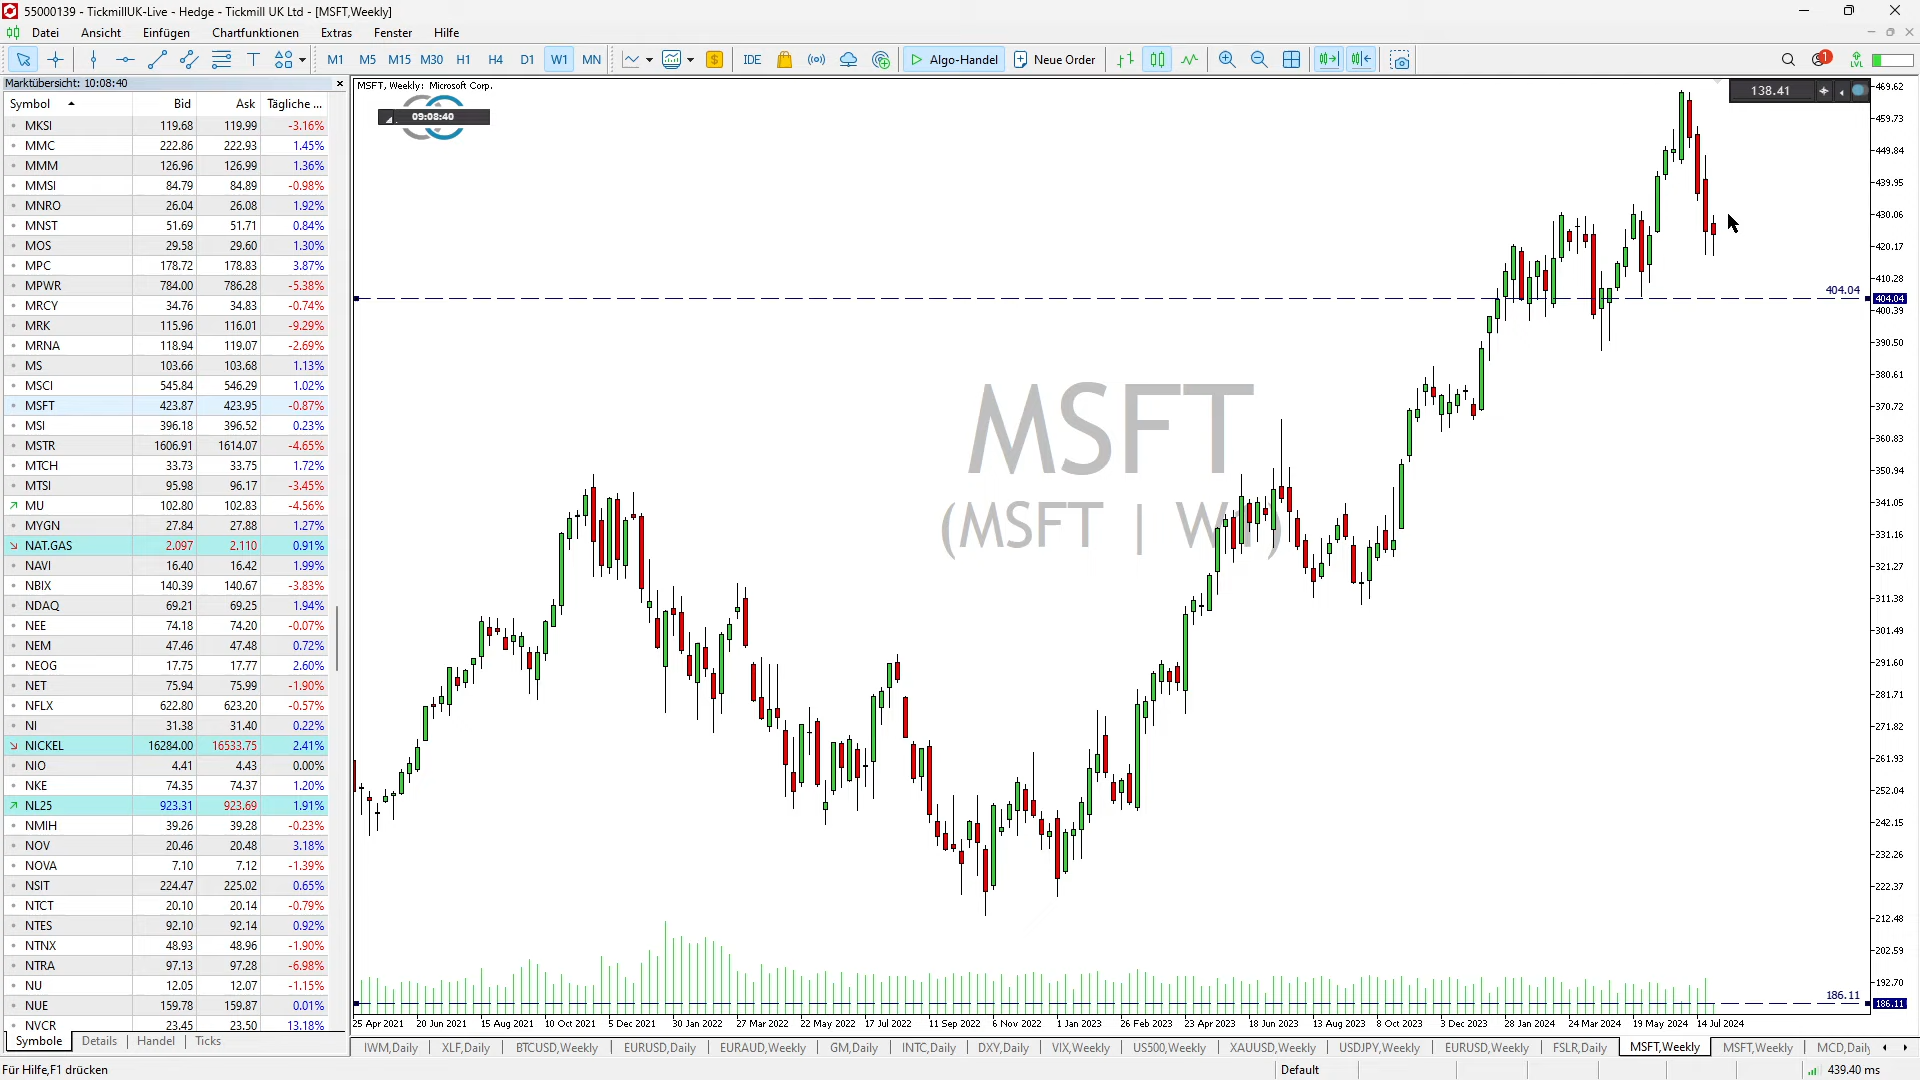 55000139 - TickmillUK-Live - Hedge - Tickmill UK Ltd - [MSFT,Weekly]
Datei Ansicht Einfügen Chartfunktionen Extras Fenster Hilfe
M1 M5 M15 M30 H1 H4 D1 W1 MN IDE Algo-Handel Neue Order 1 LVL
Marktübersicht: 10:08:40
Symbol Bid Ask Tägliche ...
MKSI 119.68 119.99 -3.16%
MMC 222.86 222.93 1.45%
MMM 126.96 126.99 1.36%
MMSI 84.79 84.89 -0.98%
MNRO 26.04 26.08 1.92%
MNST 51.69 51.71 0.84%
MOS 29.58 29.60 1.30%
MPC 178.72 178.83 3.87%
MPWR 784.00 786.28 -5.38%
MRCY 34.76 34.83 -0.74%
MRK 115.96 116.01 -9.29%
MRNA 118.94 119.07 -2.69%
MS 103.66 103.68 1.13%
MSCI 545.84 546.29 1.02%
MSFT 423.87 423.95 -0.87%
MSI 396.18 396.52 0.23%
MSTR 1606.91 1614.07 -4.65%
MTCH 33.73 33.75 1.72%
MTSI 95.98 96.17 -3.45%
MU 102.80 102.83 -4.56%
MYGN 27.84 27.88 1.27%
NAT.GAS 2.097 2.110 0.91%
NAVI 16.40 16.42 1.99%
NBIX 140.39 140.67 -3.83%
NDAQ 69.21 69.25 1.94%
NEE 74.18 74.20 -0.07%
NEM 47.46 47.48 0.72%
NEOG 17.75 17.77 2.60%
NET 75.94 75.99 -1.90%
NFLX 622.80 623.20 -0.57%
NI 31.38 31.40 0.22%
NICKEL 16284.00 16533.75 2.41%
NIO 4.41 4.43 0.00%
NKE 74.35 74.37 1.20%
NL25 923.31 923.69 1.91%
NMIH 39.26 39.28 -0.23%
NOV 20.46 20.48 3.18%
NOVA 7.10 7.12 -1.39%
NSIT 224.47 225.02 0.65%
NTCT 20.10 20.14 -0.79%
NTES 92.10 92.14 0.92%
NTNX 48.93 48.96 -1.90%
NTRA 97.13 97.28 -6.98%
NU 12.05 12.07 -1.15%
NUE 159.78 159.87 0.01%
NVCR 23.45 23.50 13.18%
Symbole Details Handel Ticks
MSFT, Weekly: Microsoft Corp.
09:08:40
138.41
MSFT
(MSFT | W1)
404.04
186.11
469.62
459.73
449.84
439.95
430.06
420.17
410.28
404.04
400.39
390.50
380.61
370.72
360.83
350.94
341.05
331.16
321.27
311.38
301.49
291.60
281.71
271.82
261.93
252.04
242.15
232.26
222.37
212.48
202.59
192.70
186.11
25 Apr 2021 20 Jun 2021 15 Aug 2021 10 Oct 2021 5 Dec 2021 30 Jan 2022 27 Mar 2022 22 May 2022 17 Jul 2022 11 Sep 2022 6 Nov 2022 1 Jan 2023 26 Feb 2023 23 Apr 2023 18 Jun 2023 13 Aug 2023 8 Oct 2023 3 Dec 2023 28 Jan 2024 24 Mar 2024 19 May 2024 14 Jul 2024
IWM,Daily XLF,Daily BTCUSD,Weekly EURUSD,Daily EURAUD,Weekly GM,Daily INTC,Daily DXY,Daily VIX,Weekly US500,Weekly XAUUSD,Weekly USDJPY,Weekly EURUSD,Weekly FSLR,Daily MSFT,Weekly MSFT,Weekly MCD,Daily
Für Hilfe,F1 drücken Default 439.40 ms